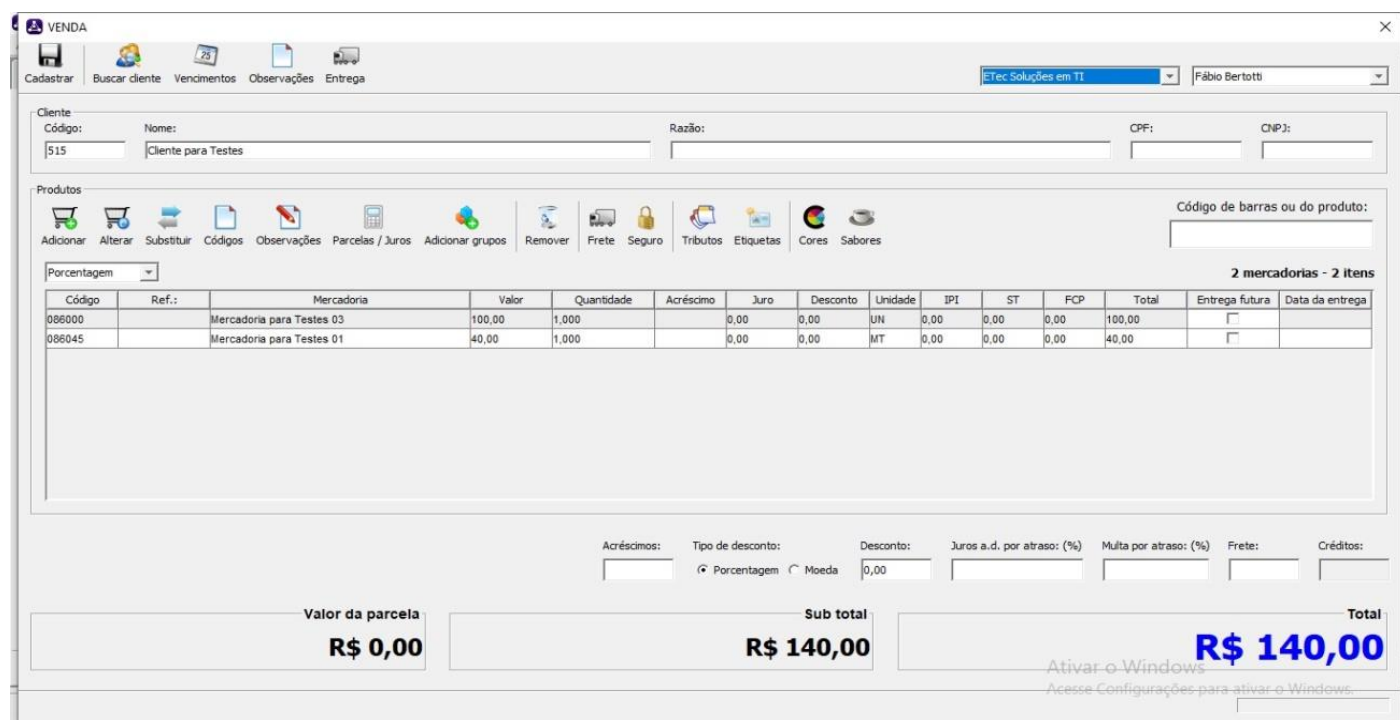 VENDA
Cadastrar Buscar cliente Vencimentos Observações Entrega
ETec Soluções em TI Fábio Bertotti
Cliente
Código: Nome: Razão: CPF: CNPJ:
515 Cliente para Testes
Produtos
Código de barras ou do produto:
Adicionar Alterar Substituir Códigos Observações Parcelas / Juros Adicionar grupos Remover Frete Seguro Tributos Etiquetas Cores Sabores
Porcentagem 2 mercadorias - 2 itens
Código Ref.: Mercadoria Valor Quantidade Acréscimo Juro Desconto Unidade IPI ST FCP Total Entrega futura Data da entrega
086000 Mercadoria para Testes 03 100,00 1,000 0,00 0,00 UN 0,00 0,00 0,00 100,00
086045 Mercadoria para Testes 01 40,00 1,000 0,00 0,00 MT 0,00 0,00 0,00 40,00
Acréscimos: Tipo de desconto: Desconto: Juros a.d. por atraso: (%) Multa por atraso: (%) Frete: Créditos:
Porcentagem Moeda 0,00
Valor da parcela Sub total Total
R$ 0,00 R$ 140,00 R$ 140,00
Ativar o Windows
Acesse Configurações para ativar o Windows.